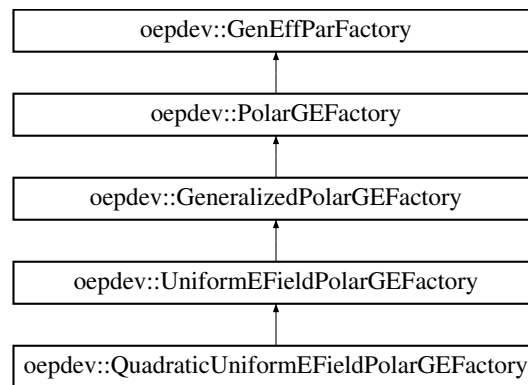 oepdev::GenEffParFactory
oepdev::PolarGEFactory
oepdev::GeneralizedPolarGEFactory
oepdev::UniformEFieldPolarGEFactory
oepdev::QuadraticUniformEFieldPolarGEFactory